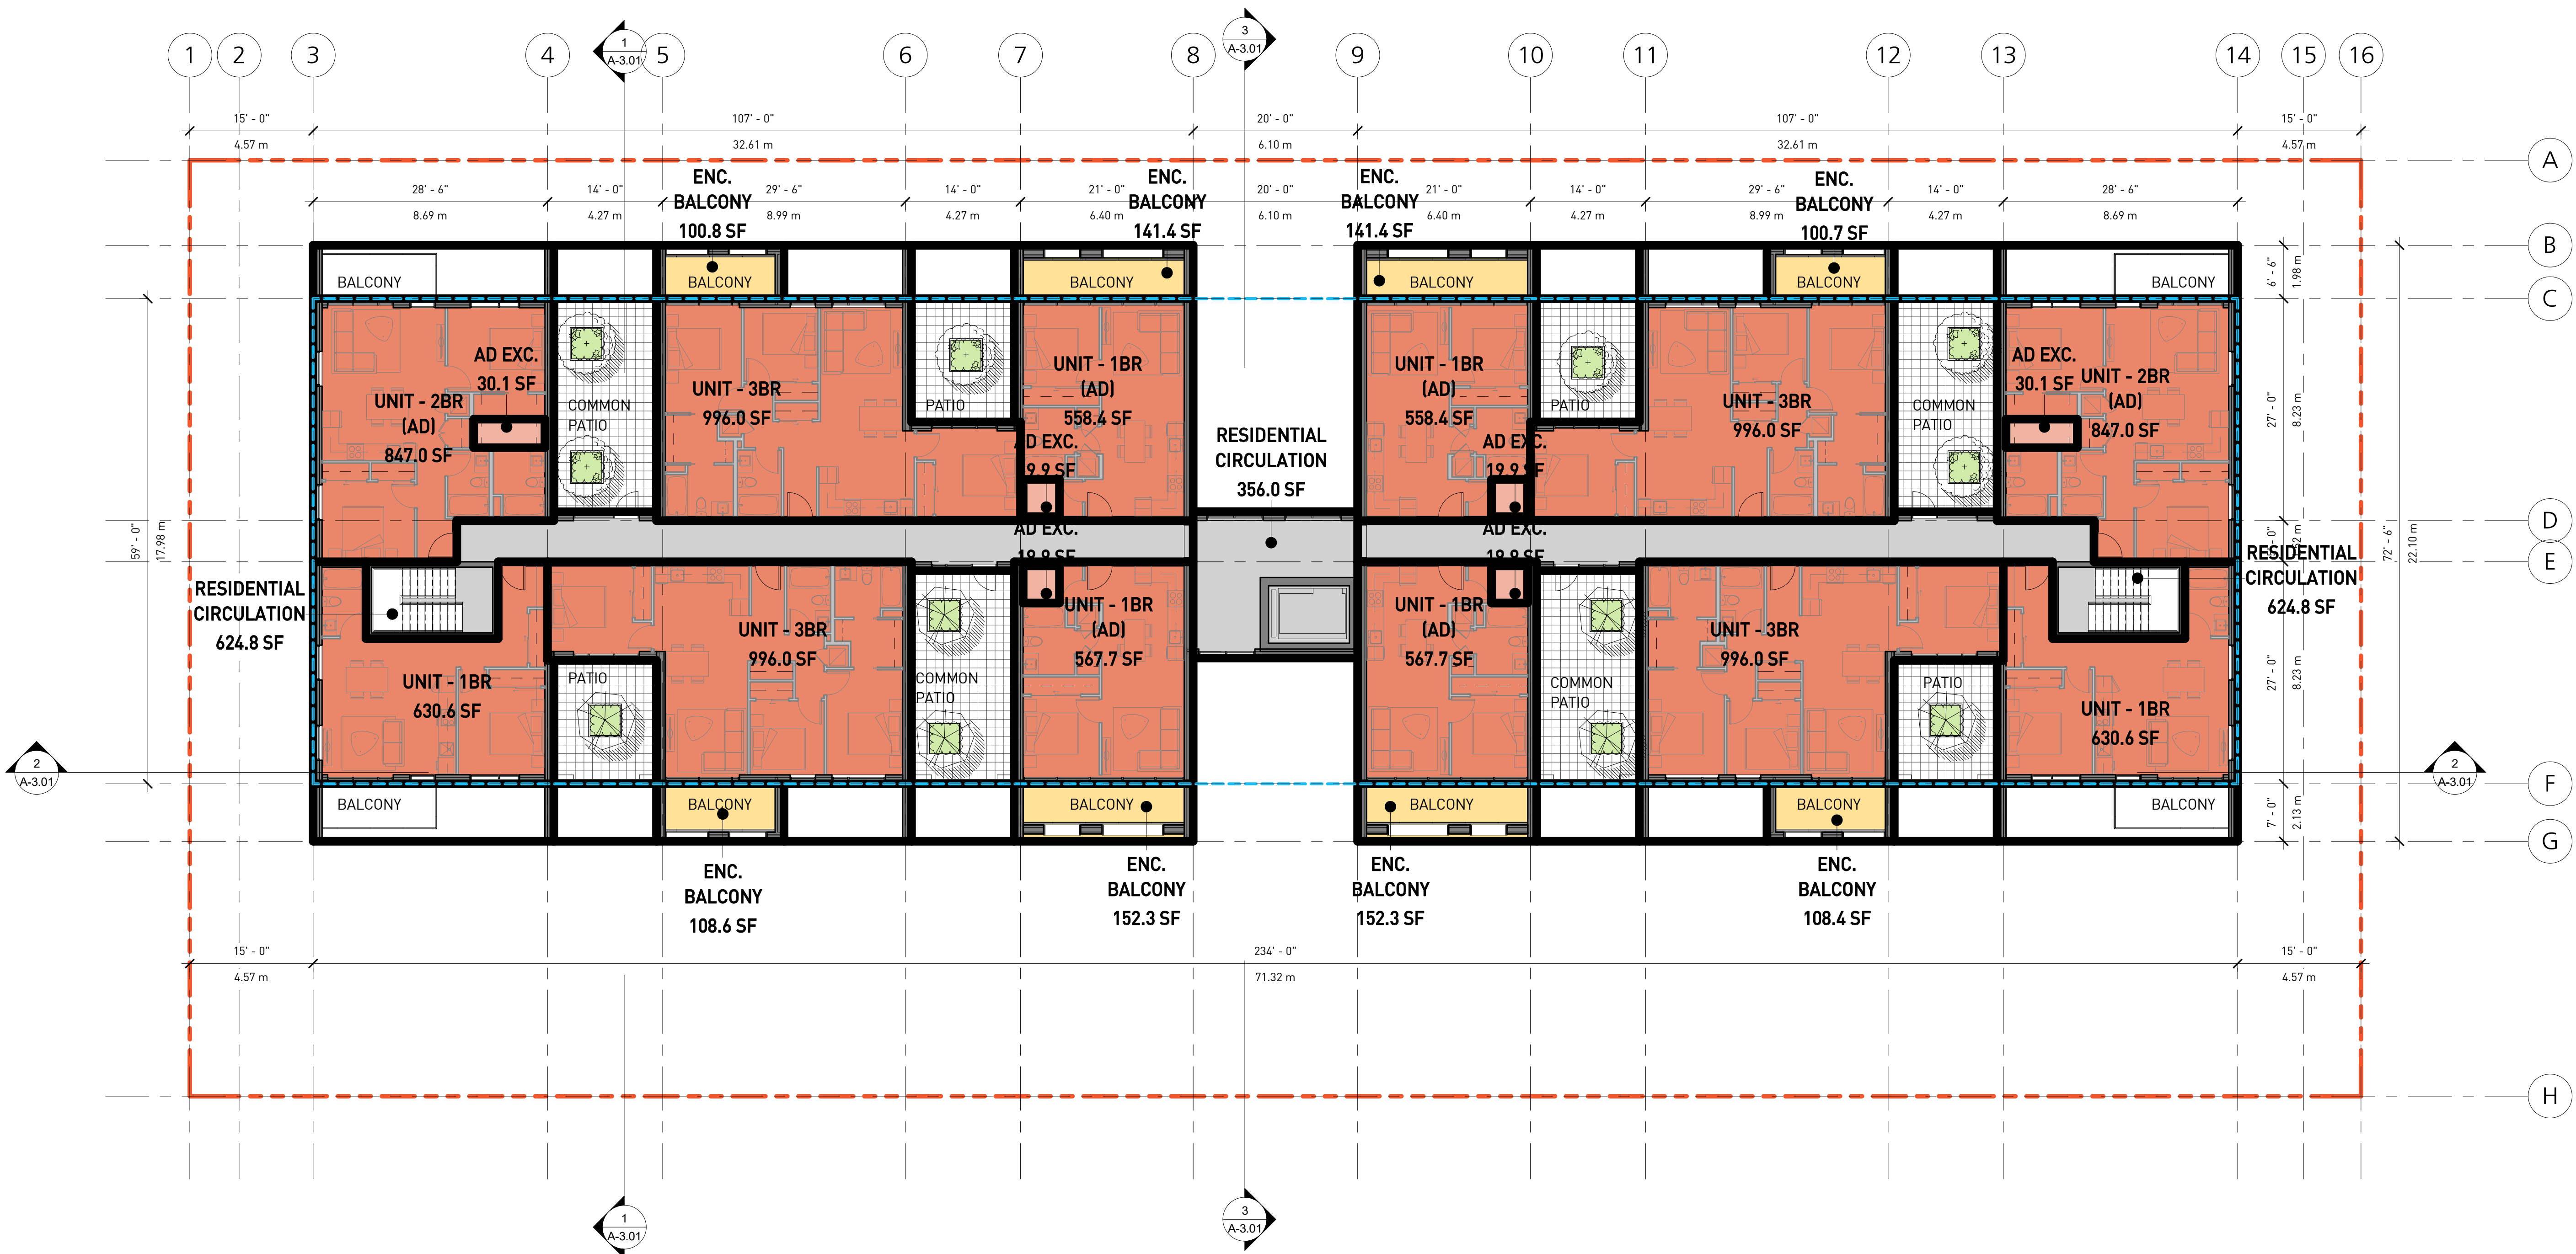 1
2
3
4
5
6
7
8
9
10
11
12
13
14
15
16
1
A-3.01
3
A-3.01
15' - 0"
4.57 m
107' - 0"
32.61 m
20' - 0"
6.10 m
107' - 0"
32.61 m
15' - 0"
4.57 m
A
28' - 6"
8.69 m
14' - 0"
4.27 m
29' - 6"
8.99 m
14' - 0"
4.27 m
21' - 0"
6.40 m
20' - 0"
6.10 m
21' - 0"
6.40 m
14' - 0"
4.27 m
29' - 6"
8.99 m
14' - 0"
4.27 m
28' - 6"
8.69 m
ENC.
BALCONY
100.8 SF
ENC.
BALCONY
141.4 SF
ENC.
BALCONY
141.4 SF
ENC.
BALCONY
100.7 SF
B
BALCONY
BALCONY
BALCONY
BALCONY
BALCONY
BALCONY
6' - 6"
1.98 m
C
AD EXC.
30.1 SF
UNIT - 2BR
(AD)
847.0 SF
COMMON
PATIO
UNIT - 3BR
996.0 SF
PATIO
UNIT - 1BR
(AD)
558.4 SF
AD EXC.
19.9 SF
RESIDENTIAL
CIRCULATION
356.0 SF
UNIT - 1BR
(AD)
558.4 SF
AD EXC.
19.9 SF
PATIO
UNIT - 3BR
996.0 SF
COMMON
PATIO
AD EXC.
30.1 SF
UNIT - 2BR
(AD)
847.0 SF
27' - 0"
8.23 m
D
59' - 0"
17.98 m
AD EXC.
19.9 SF
AD EXC.
19.9 SF
72' - 6"
22.10 m
E
RESIDENTIAL
CIRCULATION
624.8 SF
RESIDENTIAL
CIRCULATION
624.8 SF
UNIT - 1BR
630.6 SF
PATIO
UNIT - 3BR
996.0 SF
COMMON
PATIO
UNIT - 1BR
(AD)
567.7 SF
UNIT - 1BR
(AD)
567.7 SF
COMMON
PATIO
UNIT - 3BR
996.0 SF
PATIO
UNIT - 1BR
630.6 SF
27' - 0"
8.23 m
2
A-3.01
2
A-3.01
F
BALCONY
BALCONY
BALCONY
BALCONY
BALCONY
BALCONY
7' - 0"
2.13 m
G
ENC.
BALCONY
108.6 SF
ENC.
BALCONY
152.3 SF
ENC.
BALCONY
152.3 SF
ENC.
BALCONY
108.4 SF
15' - 0"
4.57 m
234' - 0"
71.32 m
15' - 0"
4.57 m
H
1
A-3.01
3
A-3.01